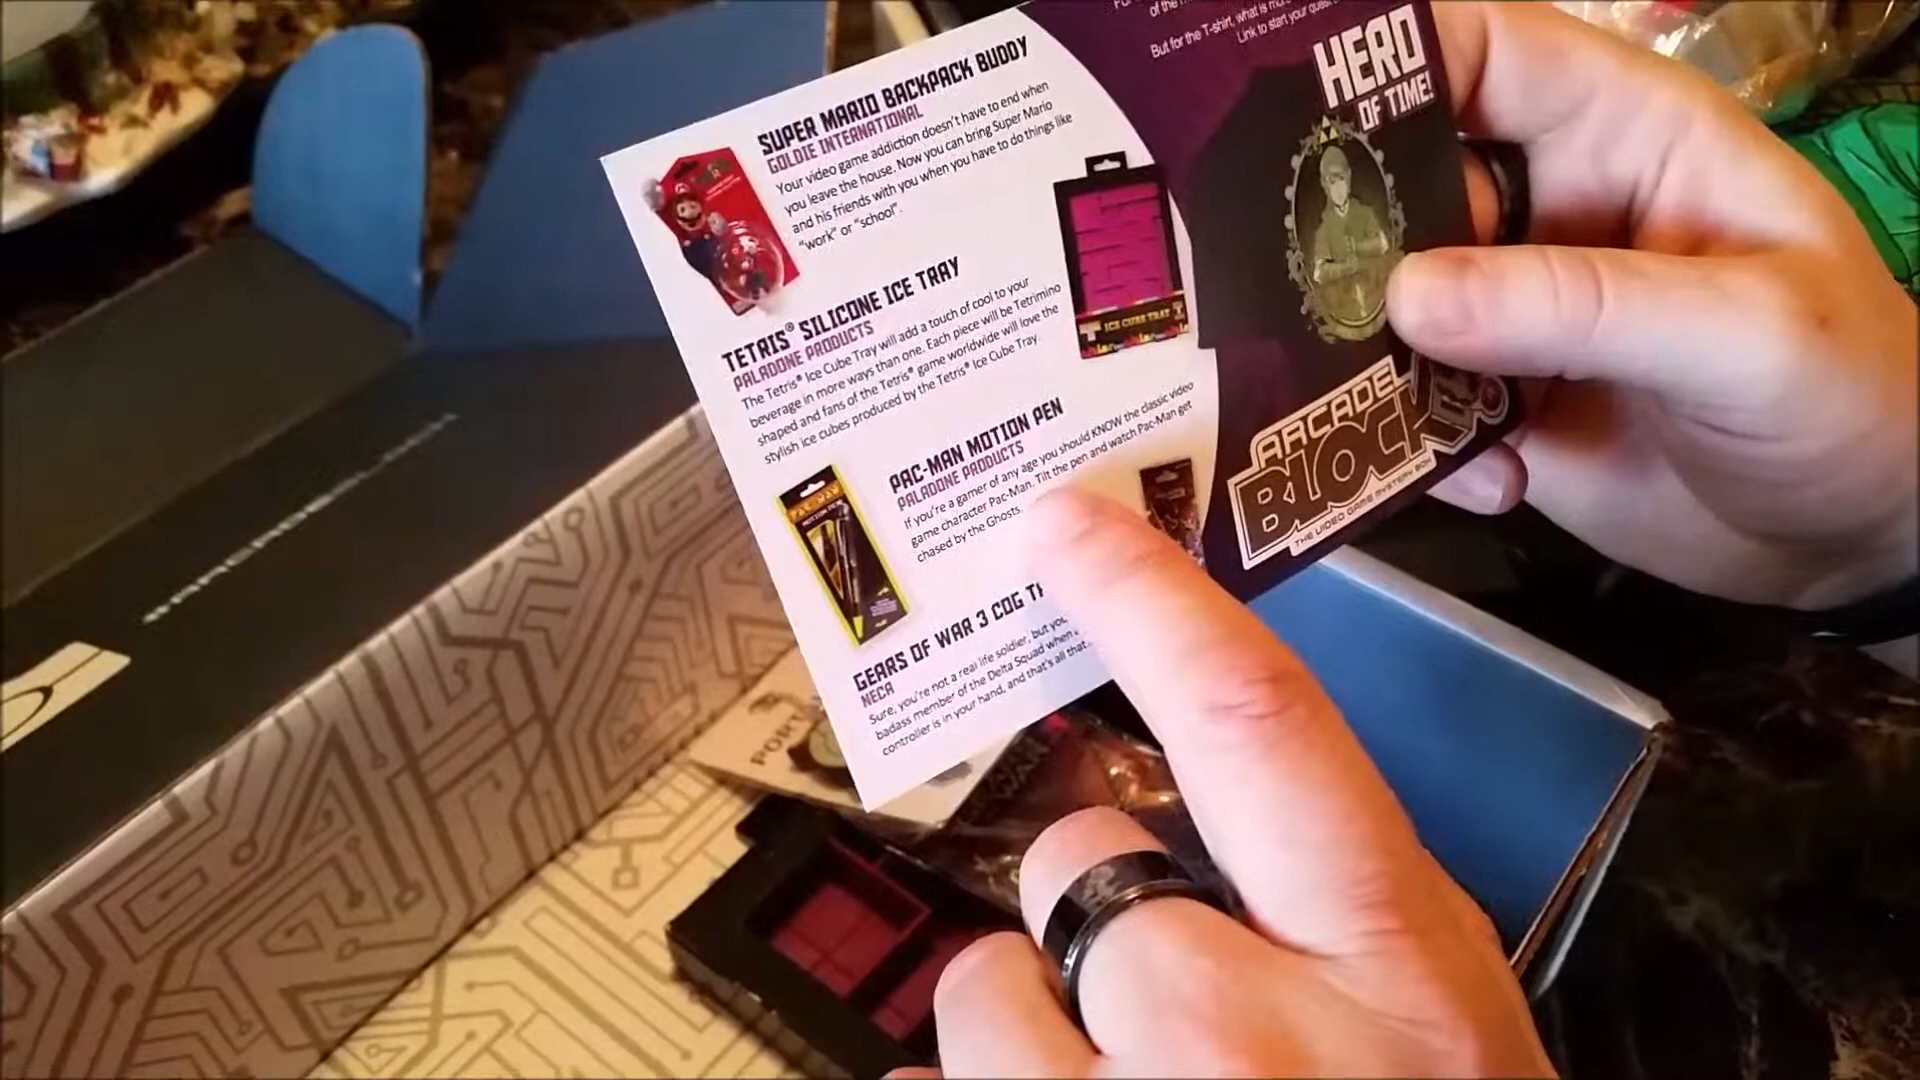 of the
But for the T-shirt, what is
Link to start your
HERO
OF TIME!
SUPER MARIO BACKPACK BUDDY
GOLDIE INTERNATIONAL
Your video game addiction doesn't have to end when
you leave the house. Now you can bring Super Mario
and his friends with you when you have to do things like
"work" or "school".
TETRIS® SILICONE ICE TRAY
PALADONE PRODUCTS
The Tetris® Ice Cube Tray will add a touch of cool to your
beverage in more ways than one. Each piece will be Tetrimino
shaped and fans of the Tetris® game worldwide will love the
stylish ice cubes produced by the Tetris® Ice Cube Tray.
ICE CUBE TRAY
PAC-MAN MOTION PEN
PALADONE PRODUCTS
If you're a gamer of any age you should KNOW the classic video
game character Pac-Man. Tilt the pen and watch Pac-Man get
chased by the Ghosts.
PAC-MAN
MOTION PEN
GEARS OF WAR 3 COG
NECA
Sure, you're not a real life soldier, but
badass member of the Delta Squad when
controller is in your hand, and that's all that
ARCADE
BLOCK
THE VIDEO GAME MYSTERY BOX
PORT
WAR